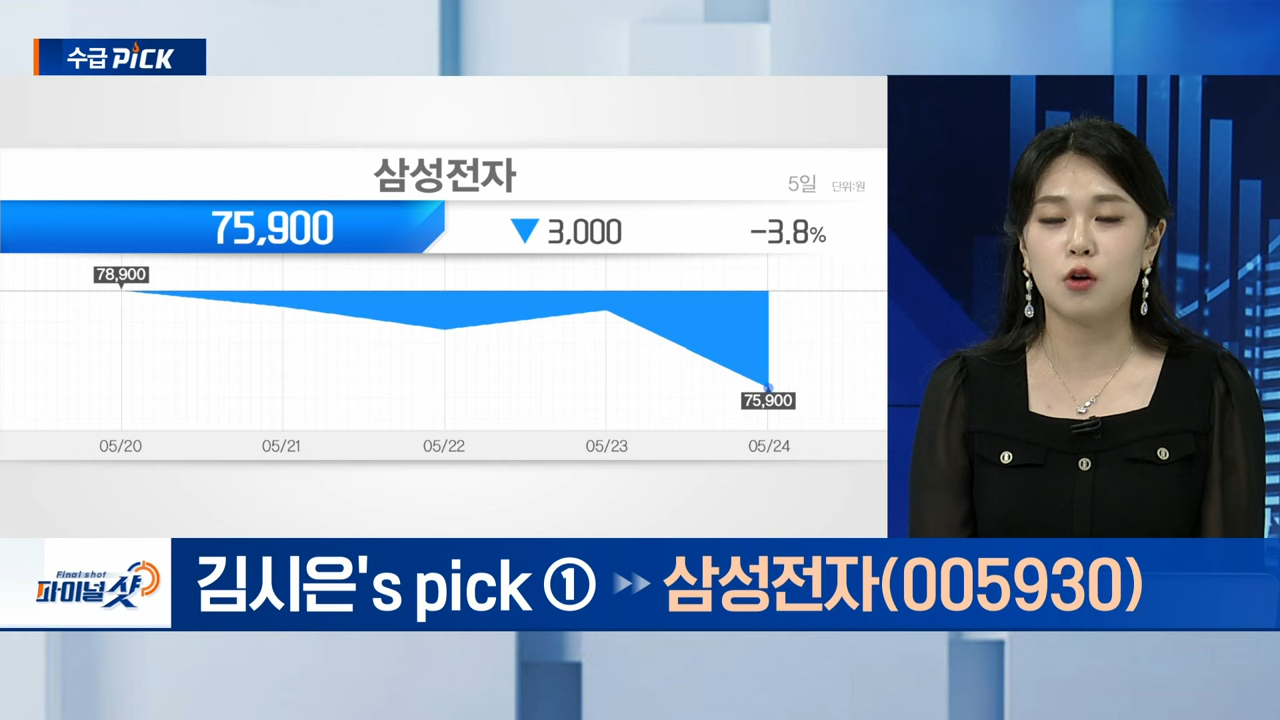 수급 PiCK
삼성전자
5일 단위:원
75,900 ▼ 3,000 -3.8%
78,900
75,900
05/20 05/21 05/22 05/23 05/24
Final shot
파이널샷
김시은's pick ① 삼성전자(005930)